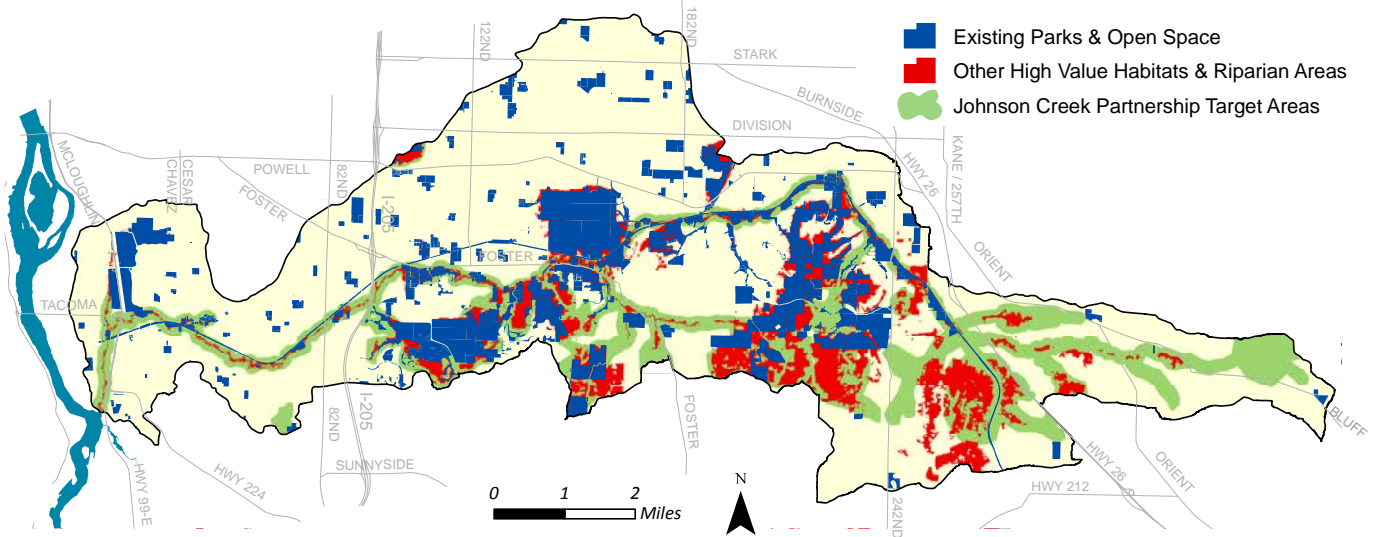 Existing Parks & Open Space
Other High Value Habitats & Riparian Areas
Johnson Creek Partnership Target Areas
182ND
122ND
STARK
BURNSIDE
DIVISION
MCLOUGHLIN
CESAR
CHAVEZ
POWELL
FOSTER
82ND
I-205
HWY 26
KANE / 257TH
FOSTER
ORIENT
TACOMA
I-205
82ND
FOSTER
BLUFF
SUNNYSIDE
HWY 224
HWY 99-E
HWY 26
ORIENT
HWY 212
242ND
0 1 2
Miles
N